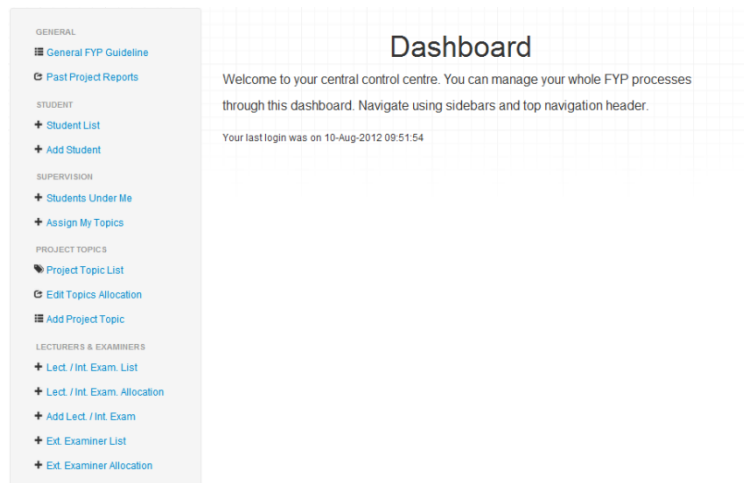 GENERAL
General FYP Guideline
Past Project Reports
STUDENT
Student List
Add Student
SUPERVISION
Students Under Me
Assign My Topics
PROJECT TOPICS
Project Topic List
Edit Topics Allocation
Add Project Topic
LECTURERS & EXAMINERS
Lect. / Int. Exam. List
Lect. / Int. Exam. Allocation
Add Lect. / Int. Exam
Ext. Examiner List
Ext. Examiner Allocation
Dashboard
Welcome to your central control centre. You can manage your whole FYP processes
through this dashboard. Navigate using sidebars and top navigation header.
Your last login was on 10-Aug-2012 09:51:54